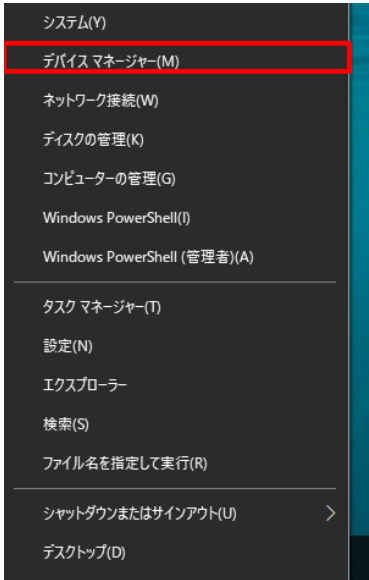 システム(Y)
デバイス マネージャー(M)
ネットワーク接続(W)
ディスクの管理(K)
コンピューターの管理(G)
Windows PowerShell(I)
Windows PowerShell (管理者)(A)
タスク マネージャー(T)
設定(N)
エクスプローラー
検索(S)
ファイル名を指定して実行(R)
シャットダウンまたはサインアウト(U)
デスクトップ(D)